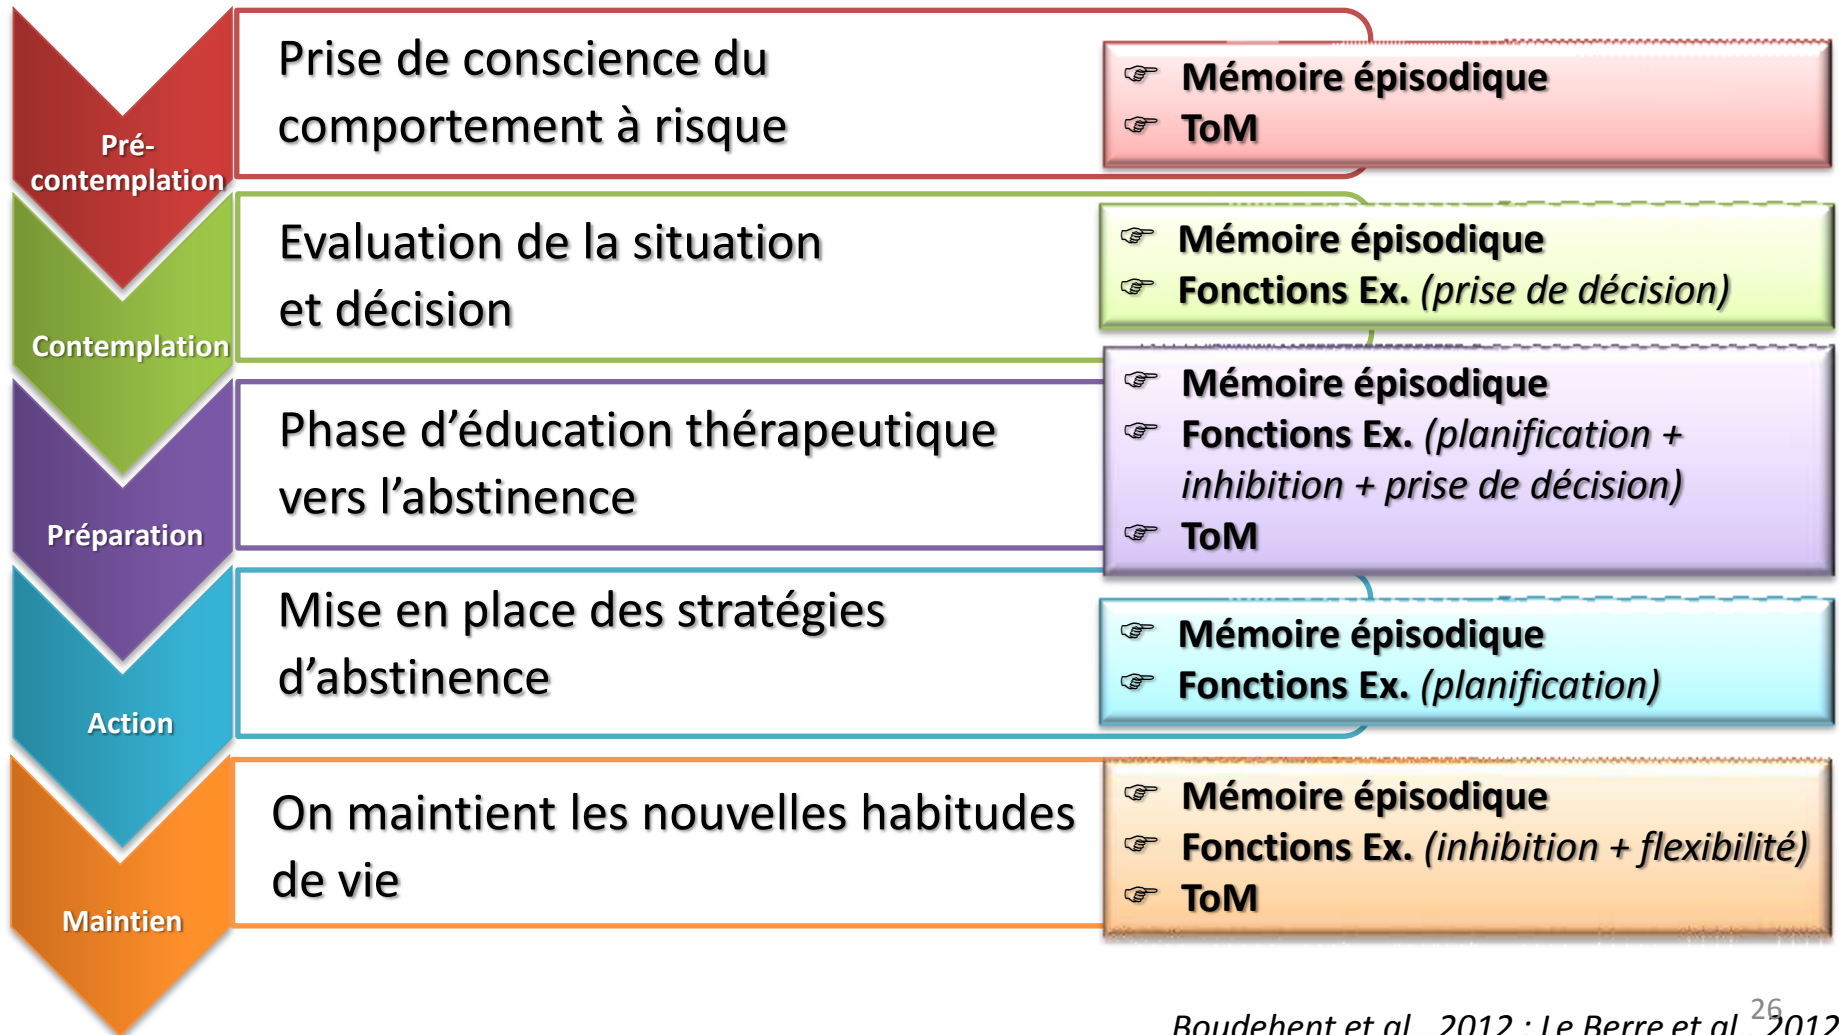 Pré-
contemplation
Prise de conscience du
comportement à risque
☞ Mémoire épisodique
☞ ToM
Contemplation
Evaluation de la situation
et décision
☞ Mémoire épisodique
☞ Fonctions Ex. (prise de décision)
Préparation
Phase d’éducation thérapeutique
vers l’abstinence
☞ Mémoire épisodique
☞ Fonctions Ex. (planification +
inhibition + prise de décision)
☞ ToM
Action
Mise en place des stratégies
d’abstinence
☞ Mémoire épisodique
☞ Fonctions Ex. (planification)
Maintien
On maintient les nouvelles habitudes
de vie
☞ Mémoire épisodique
☞ Fonctions Ex. (inhibition + flexibilité)
☞ ToM
26
Boudehent et al., 2012 ; Le Berre et al., 2012